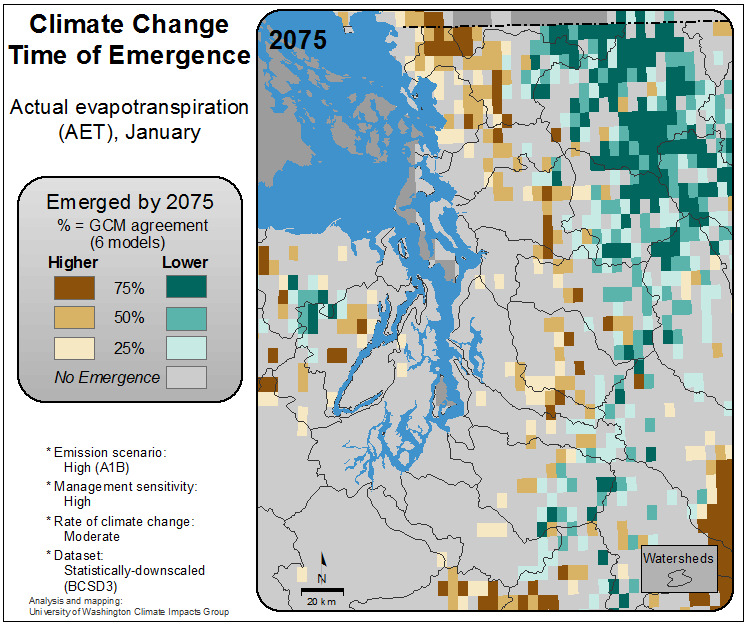 Climate Change
Time of Emergence
Actual evapotranspiration
(AET), January
Emerged by 2075
% = GCM agreement
(6 models)
Higher Lower
75%
50%
25%
No Emergence
* Emission scenario:
High (A1B)
* Management sensitivity:
High
* Rate of climate change:
Moderate
* Dataset:
Statistically-downscaled
(BCSD3)
Analysis and mapping:
University of Washington Climate Impacts Group
2075
N
20 km
Watersheds